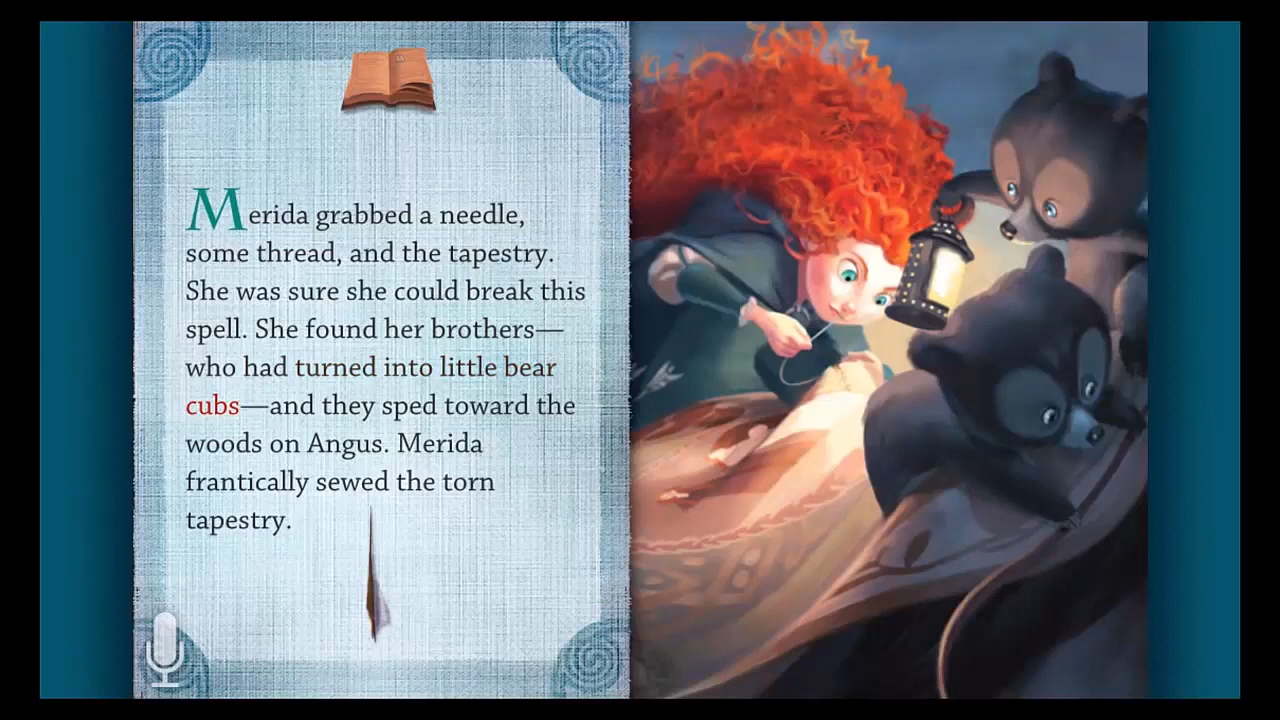 Merida grabbed a needle,
some thread, and the tapestry.
She was sure she could break this
spell. She found her brothers—
who had turned into little bear
cubs—and they sped toward the
woods on Angus. Merida
frantically sewed the torn
tapestry.